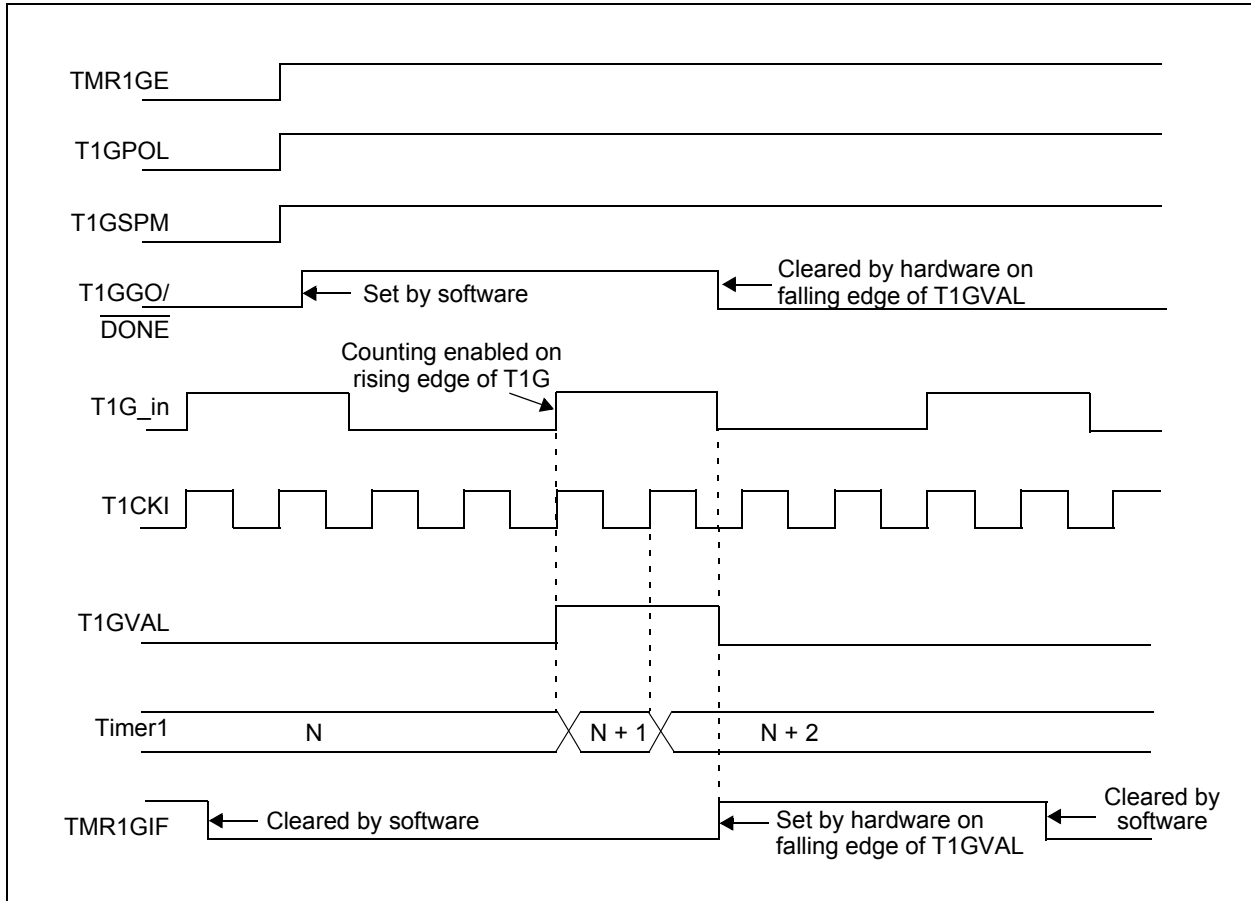 TMR1GE
T1GPOL
T1GSPM
T1GGO/
DONE
Set by software
Cleared by hardware on
falling edge of T1GVAL
Counting enabled on
rising edge of T1G
T1G_in
T1CKI
T1GVAL
Timer1
N
N + 1
N + 2
TMR1GIF
Cleared by software
Set by hardware on
falling edge of T1GVAL
Cleared by
software